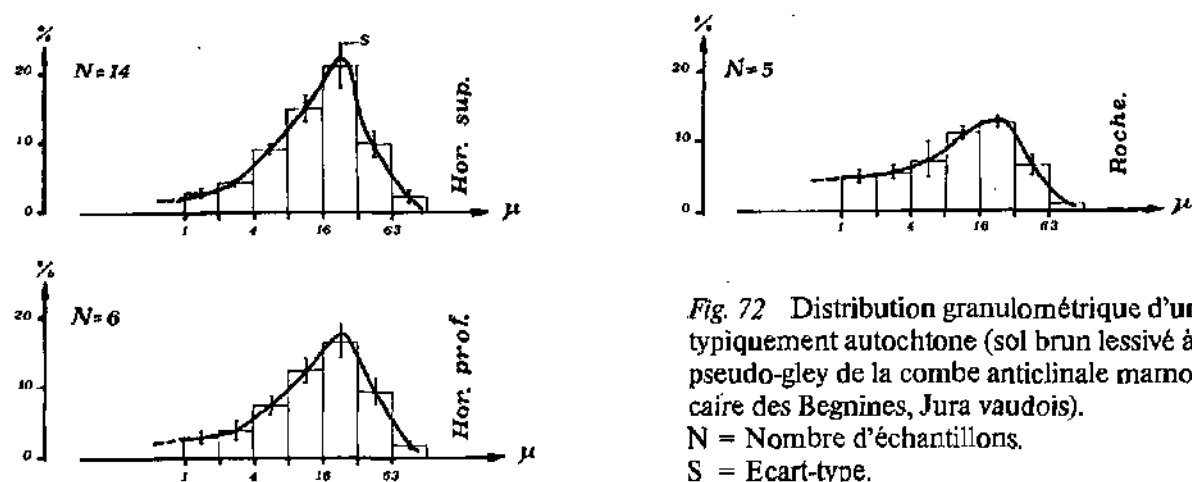 %
20
10
0
N=14
S
Hor. sup.
1 4 16 63
µ
%
20
10
0
N=5
Roche.
1 4 16 63
µ
%
20
10
0
N=6
Hor. prof.
1 4 16 63
µ
Fig. 72 Distribution granulométrique d'un
typiquement autochtone (sol brun lessivé à
pseudo-gley de la combe anticlinale marno
caire des Begnines, Jura vaudois).
N = Nombre d'échantillons.
S = Ecart-type.